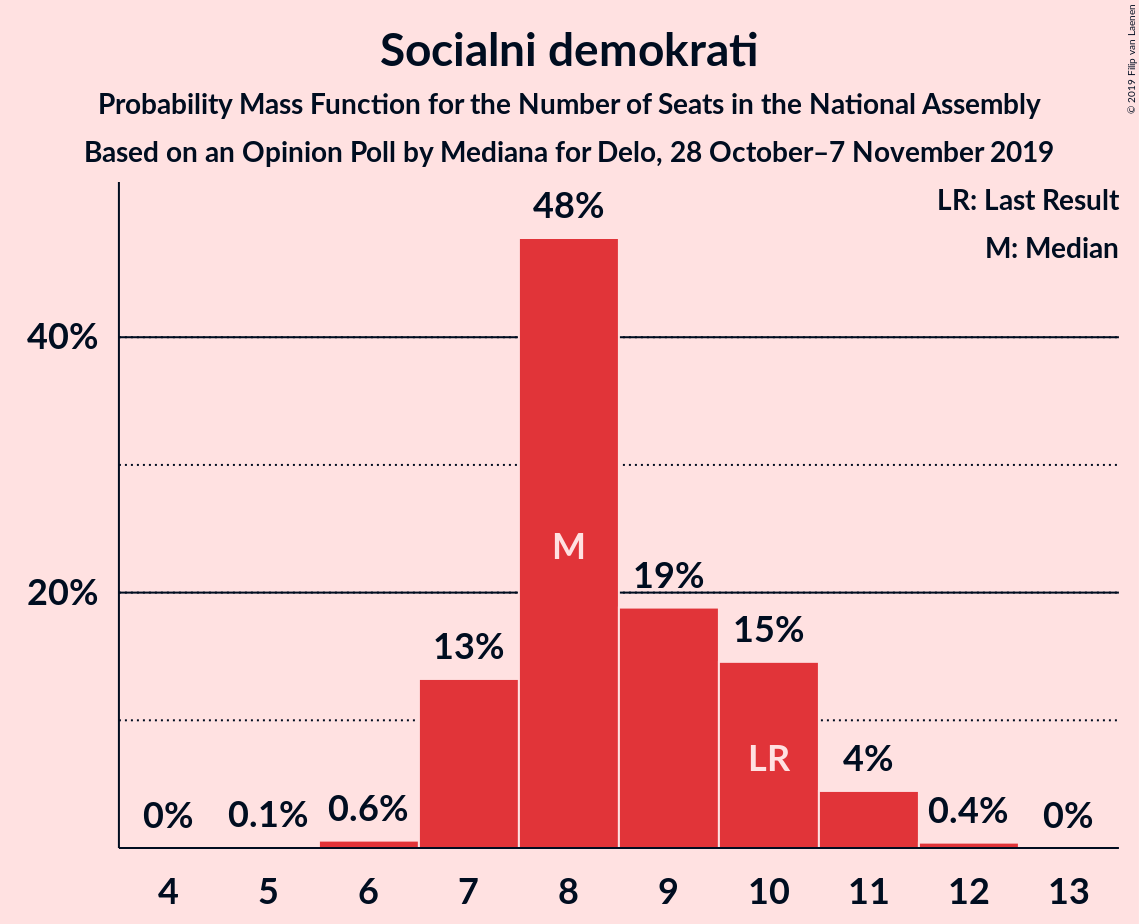 Socialni demokrati
Probability Mass Function for the Number of Seats in the National Assembly
Based on an Opinion Poll by Mediana for Delo, 28 October–7 November 2019
© 2019 Filip van Laenen
LR: Last Result
M: Median
40%
20%
0%
0.1%
0.6%
13%
48%
M
19%
15%
LR
4%
0.4%
0%
4 5 6 7 8 9 10 11 12 13